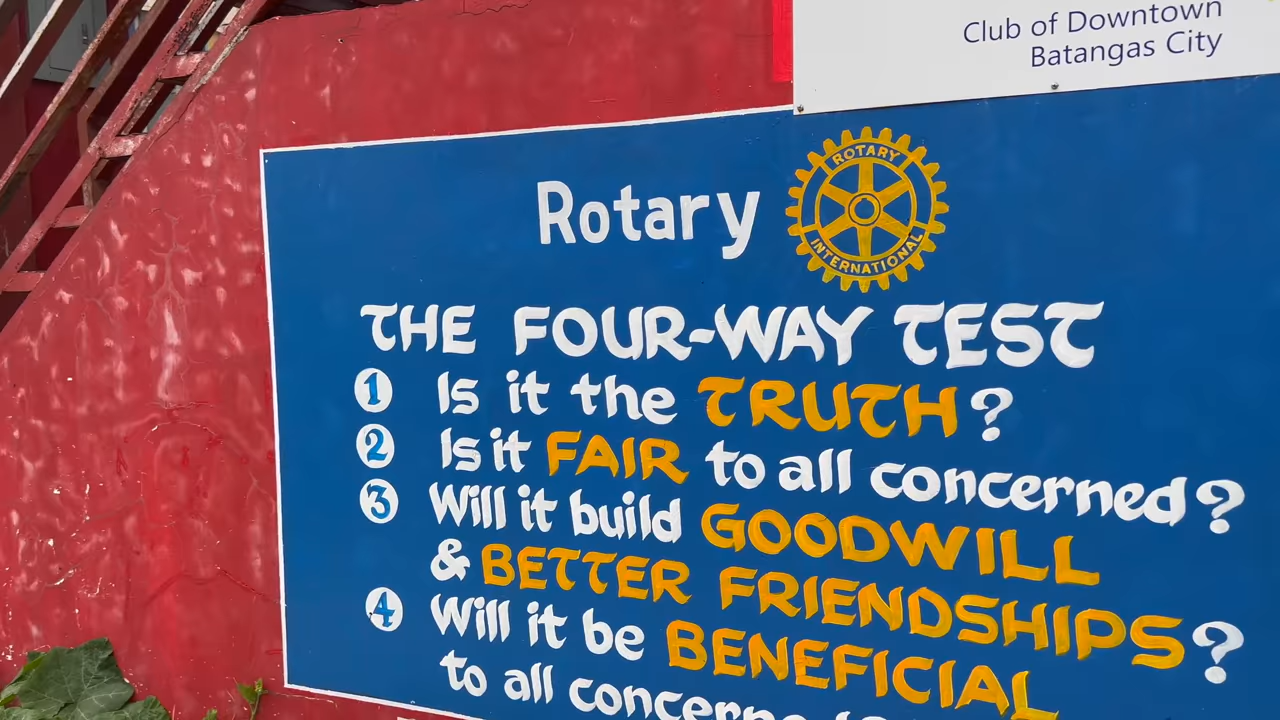 Club of Downtown
Batangas City
Rotary
ROTARY
INTERNATIONAL
THE FOUR-WAY TEST
1 Is it the TRUTH?
2 Is it FAIR to all concerned?
3 Will it build GOODWILL
& BETTER FRIENDSHIPS?
4 Will it be BENEFICIAL
to all